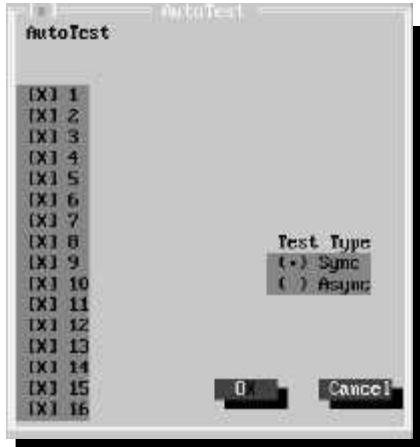 AutoTest
AutoTest
[X] 1
[X] 2
[X] 3
[X] 4
[X] 5
[X] 6
[X] 7
[X] 8
[X] 9
[X] 10
[X] 11
[X] 12
[X] 13
[X] 14
[X] 15
[X] 16
Test Type
(•) Sync
( ) Async
OK
Cancel